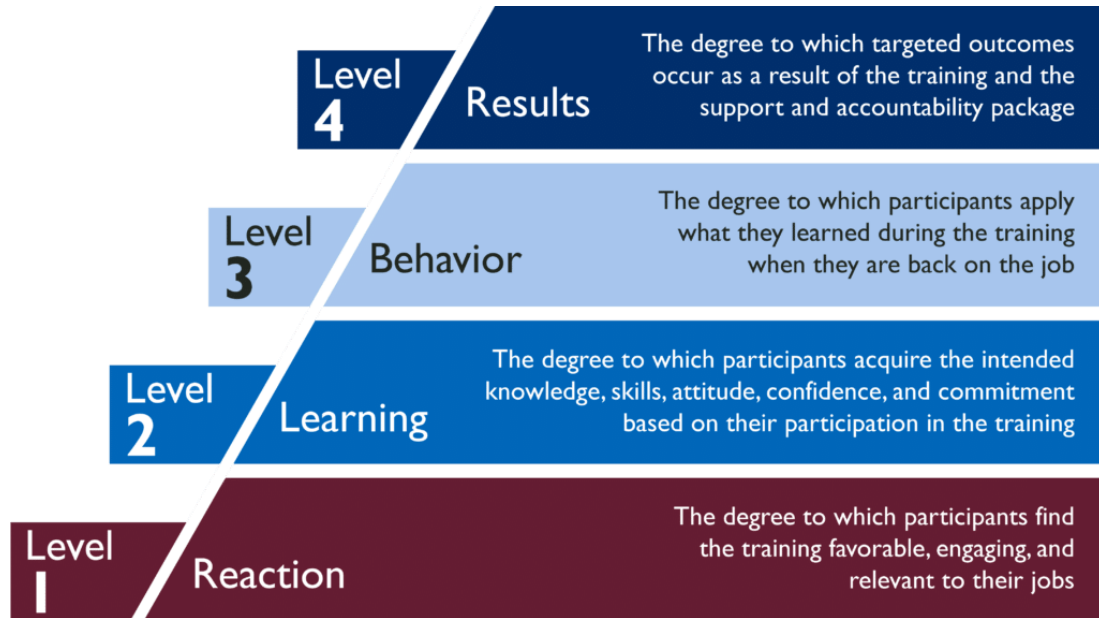 Level
4
Results
The degree to which targeted outcomes
occur as a result of the training and the
support and accountability package
Level
3
Behavior
The degree to which participants apply
what they learned during the training
when they are back on the job
Level
2
Learning
The degree to which participants acquire the intended
knowledge, skills, attitude, confidence, and commitment
based on their participation in the training
Level
1
Reaction
The degree to which participants find
the training favorable, engaging, and
relevant to their jobs